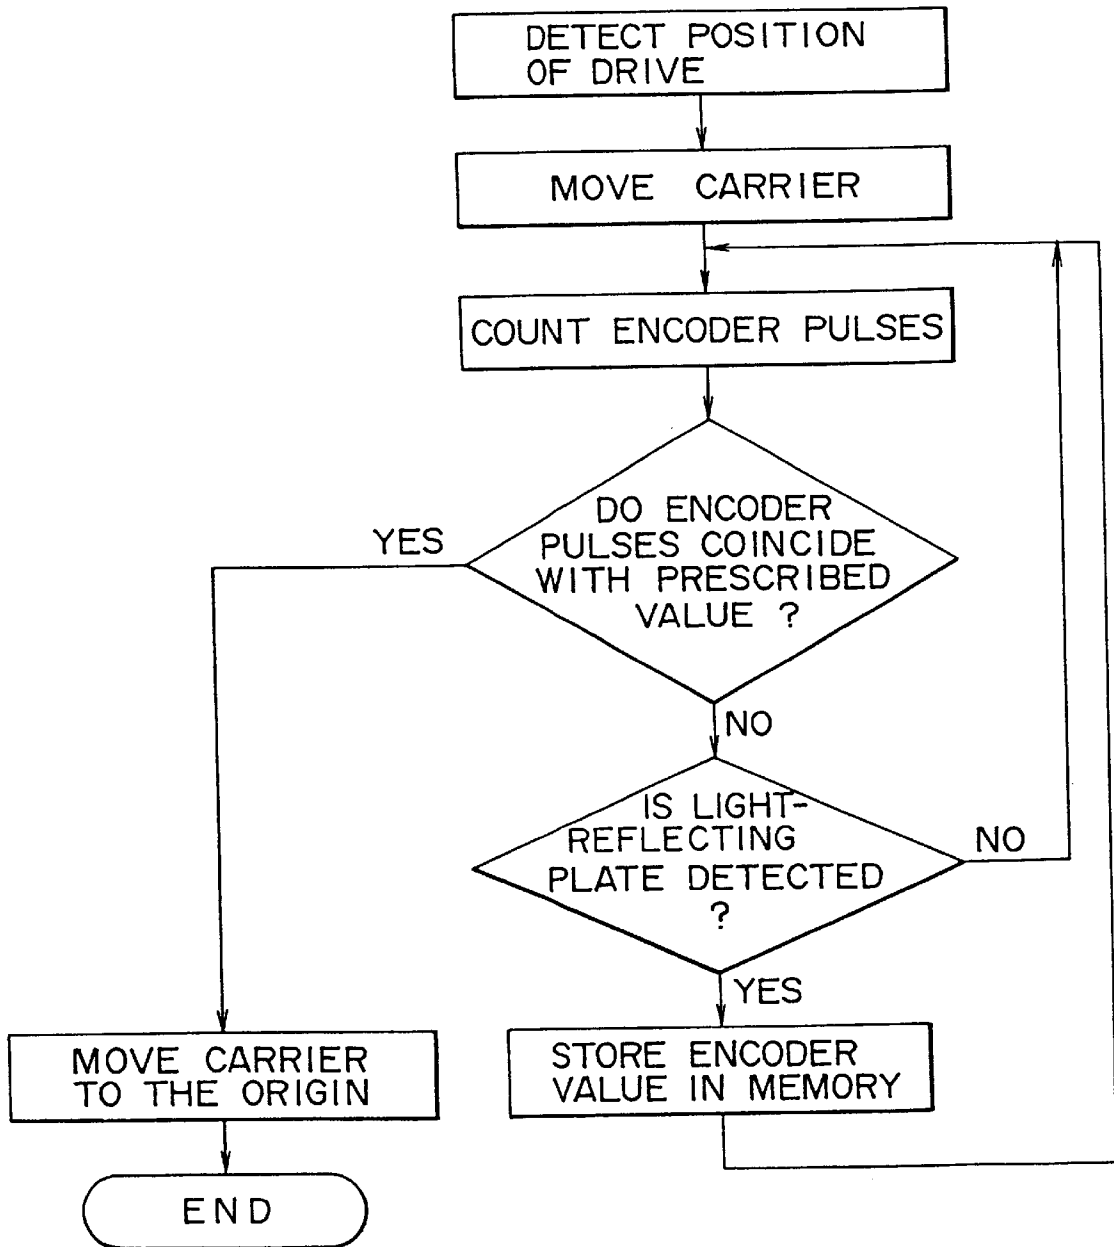 DETECT POSITION
OF DRIVE
MOVE CARRIER
COUNT ENCODER PULSES
DO ENCODER
PULSES COINCIDE
WITH PRESCRIBED
VALUE ?
YES
NO
IS LIGHT-
REFLECTING
PLATE DETECTED
?
NO
YES
STORE ENCODER
VALUE IN MEMORY
MOVE CARRIER
TO THE ORIGIN
END